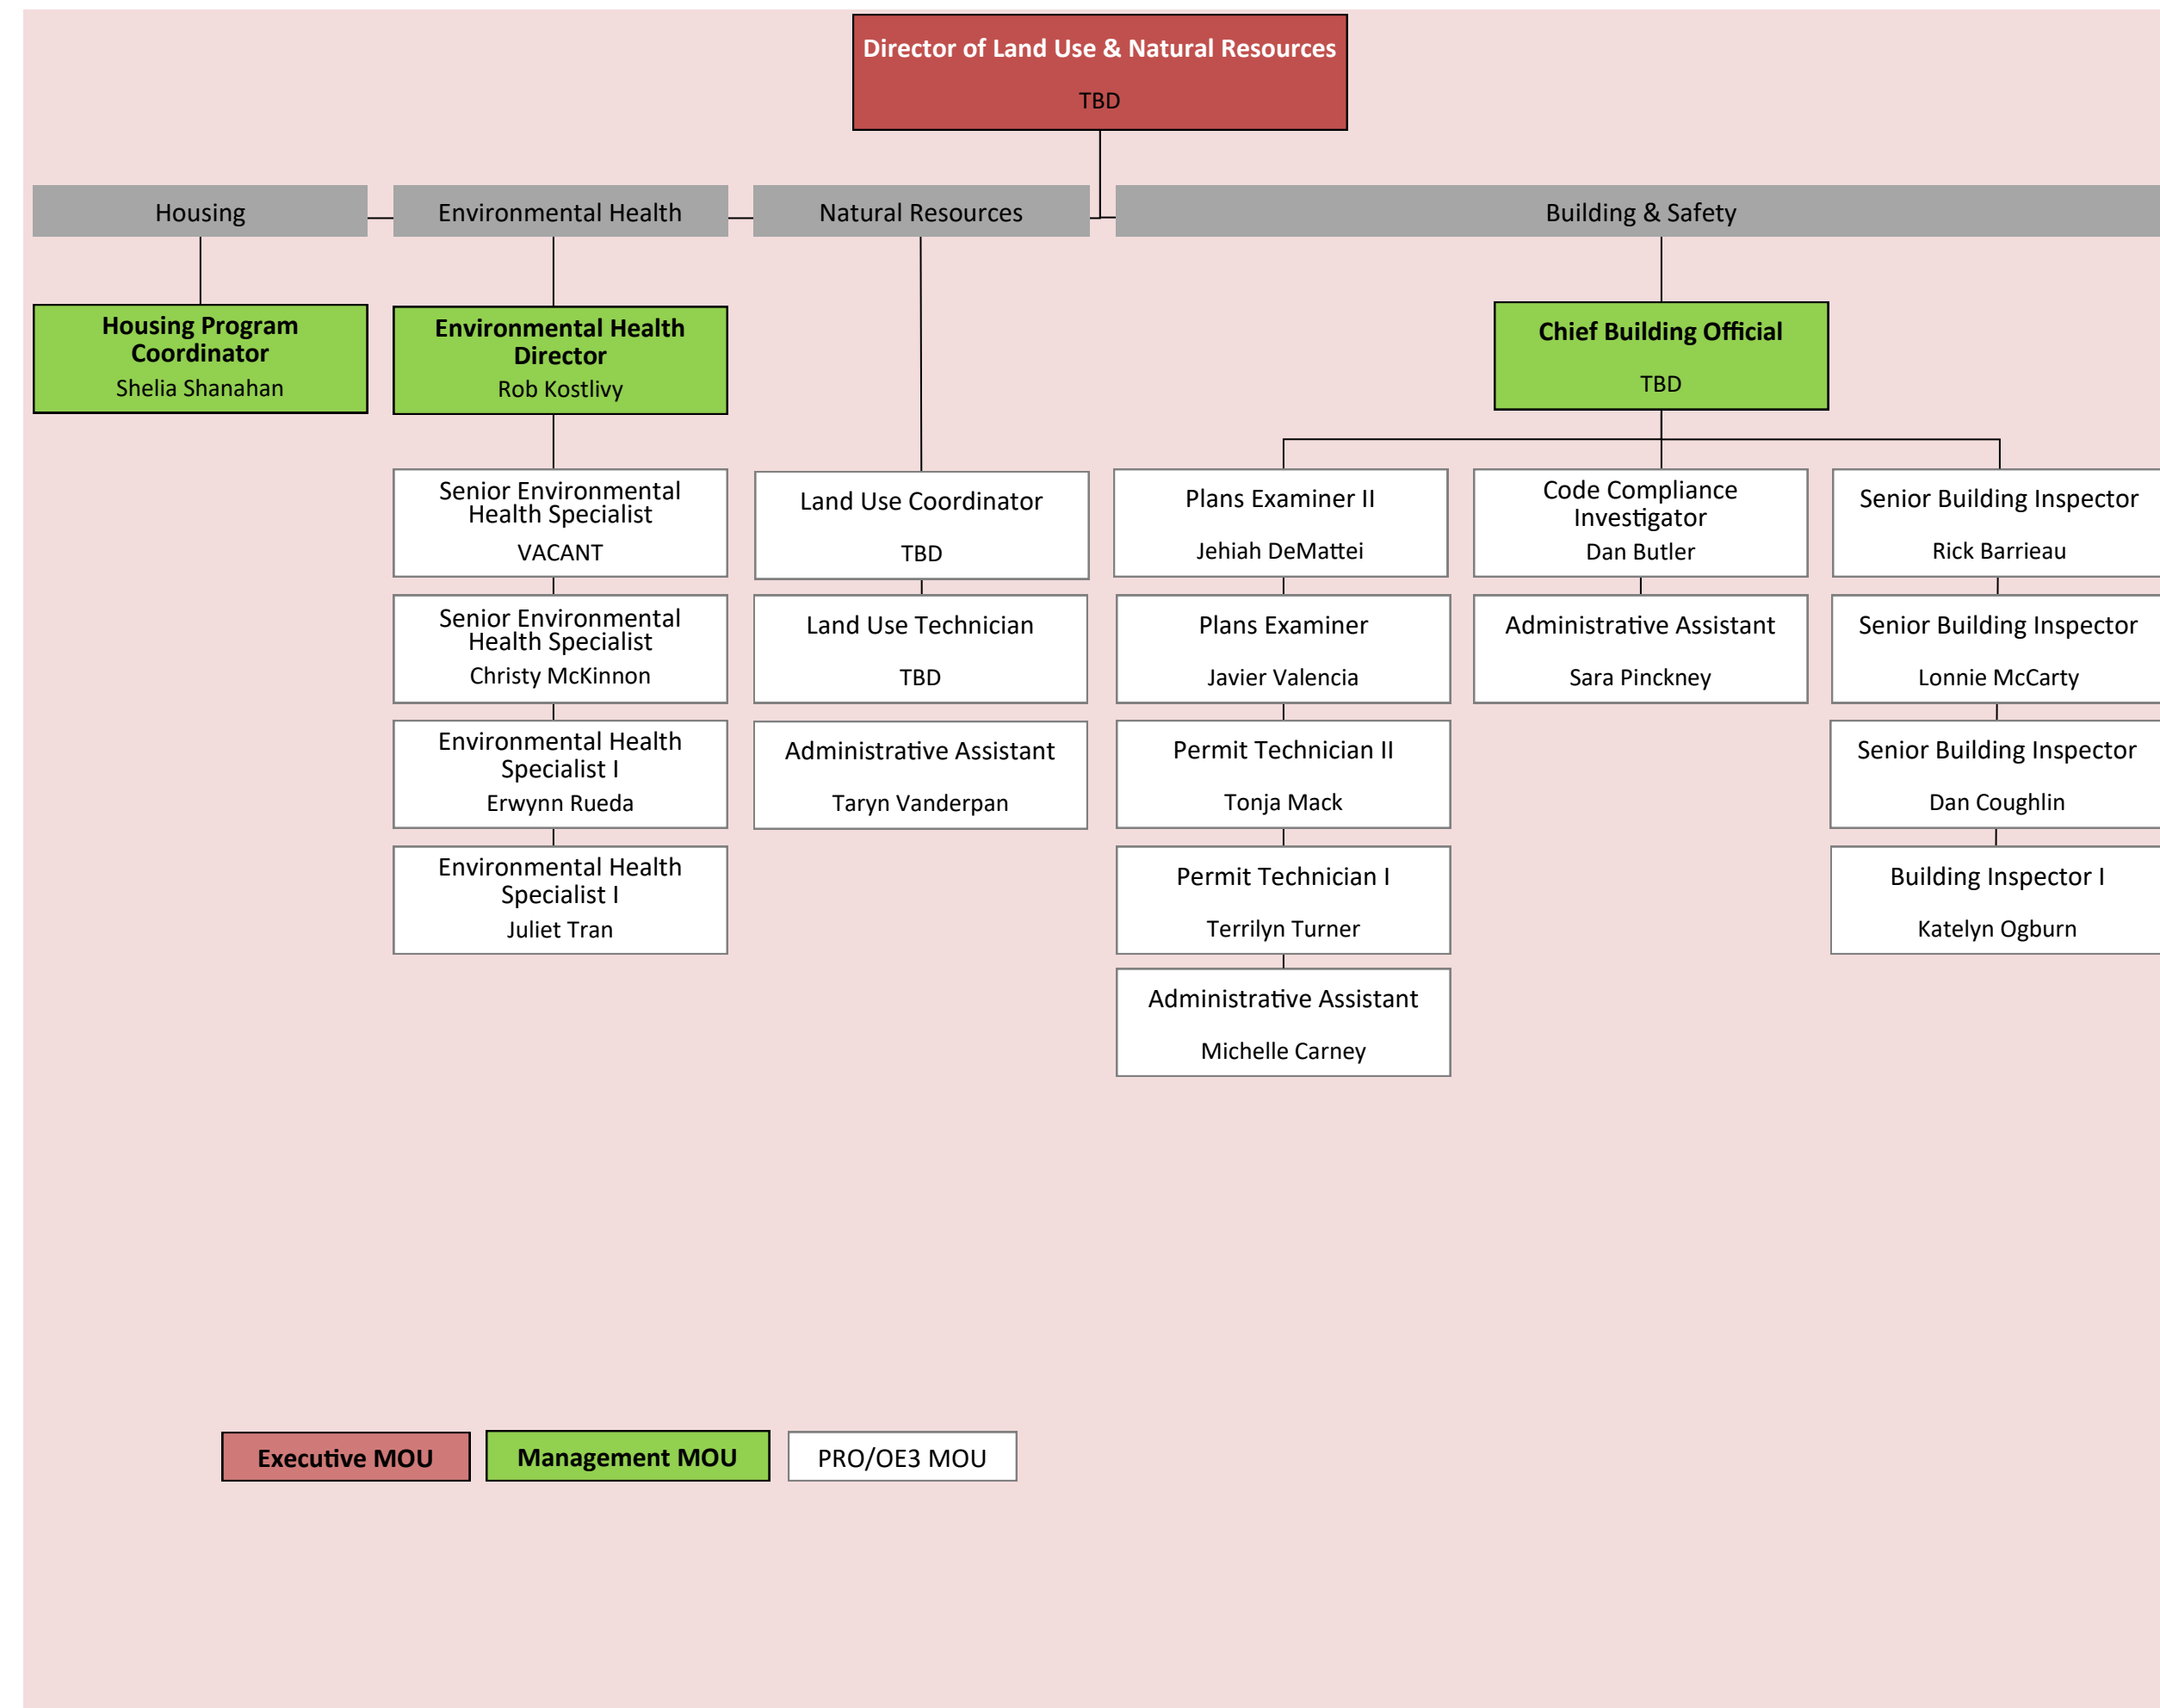 Director of Land Use & Natural Resources
TBD
Housing
Environmental Health
Natural Resources
Building & Safety
Housing Program
Coordinator
Shelia Shanahan
Environmental Health
Director
Rob Kostlivy
Chief Building Official
TBD
Senior Environmental
Health Specialist
VACANT
Land Use Coordinator
TBD
Plans Examiner II
Jehiah DeMattei
Code Compliance
Investigator
Dan Butler
Senior Building Inspector
Rick Barrieau
Senior Environmental
Health Specialist
Christy McKinnon
Land Use Technician
TBD
Plans Examiner
Javier Valencia
Administrative Assistant
Sara Pinckney
Senior Building Inspector
Lonnie McCarty
Environmental Health
Specialist I
Erwynn Rueda
Administrative Assistant
Taryn Vanderpan
Permit Technician II
Tonja Mack
Senior Building Inspector
Dan Coughlin
Environmental Health
Specialist I
Juliet Tran
Permit Technician I
Terrilyn Turner
Building Inspector I
Katelyn Ogburn
Administrative Assistant
Michelle Carney
Executive MOU
Management MOU
PRO/OE3 MOU